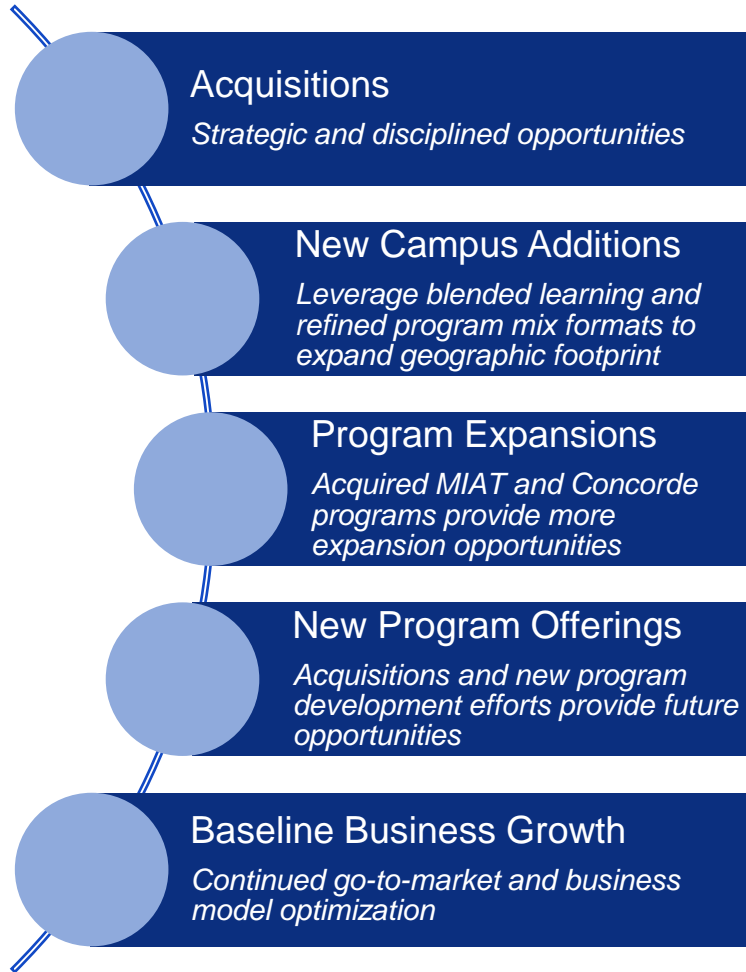 Acquisitions
Strategic and disciplined opportunities
New Campus Additions
Leverage blended learning and
refined program mix formats to
expand geographic footprint
Program Expansions
Acquired MIAT and Concorde
programs provide more
expansion opportunities
New Program Offerings
Acquisitions and new program
development efforts provide future
opportunities
Baseline Business Growth
Continued go-to-market and business
model optimization